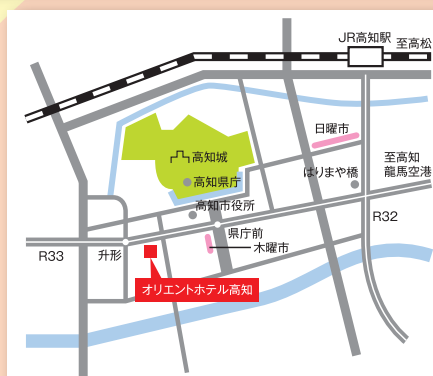 JR高知駅
至高松
日曜市
高知城
はりまや橋
至高知
龍馬空港
高知県庁
高知市役所
R32
県庁前
木曜市
R33
升形
オリエントホテル高知